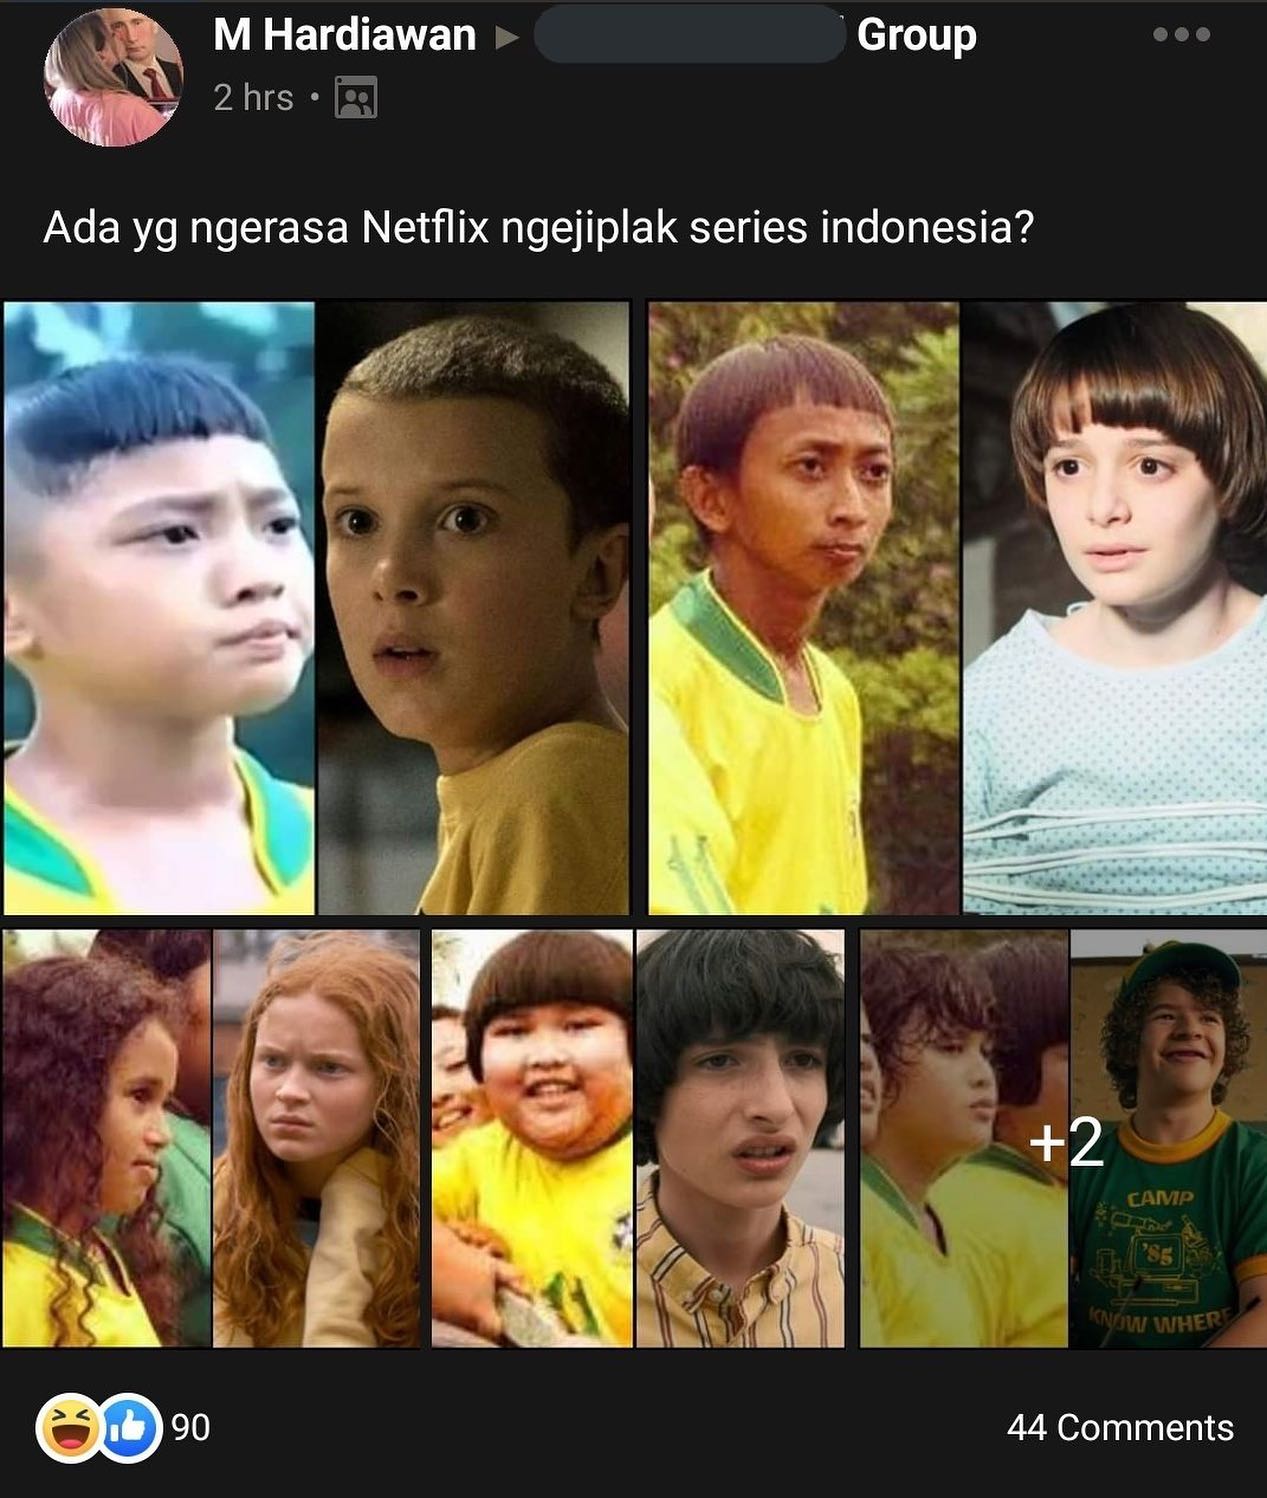 M Hardiawan ▸ Group
2 hrs •
Ada yg ngerasa Netflix ngejiplak series indonesia?
+2
CAMP
'85
KNOW WHERE
90
44 Comments